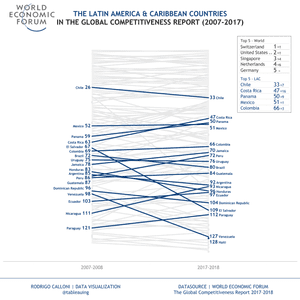 WORLD
ECONOMIC
FORUM
THE LATIN AMERICA & CARIBBEAN COUNTRIES
IN THE GLOBAL COMPETITIVENESS REPORT (2007-2017)
Top 5 - World
Switzerland 1
United States 2
Singapore 3
Netherlands 4
Germany 5
Top 5 - LAC
Chile 33
Costa Rica 47
Panama 50
Mexico 51
Colombia 66
Chile 26
Mexico 52
Panama 59
Costa Rica 63
El Salvador 67
Colombia 69
Brazil 72
Uruguay 75
Jamaica 78
Honduras 83
Argentina 85
Peru 86
Guatemala 87
Dominican Republic 96
Venezuela 98
Ecuador 103
Nicaragua 111
Paraguay 121
33 Chile
47 Costa Rica
50 Panama
51 Mexico
66 Colombia
70 Jamaica
72 Peru
76 Uruguay
80 Brazil
84 Guatemala
92 Argentina
93 Nicaragua
96 Honduras
97 Ecuador
104 Dominican Republic
109 El Salvador
112 Paraguay
127 Venezuela
128 Haiti
2007-2008
2017-2018
RODRIGO CALLONI | DATA VISUALIZATION
@tableauing
DATASOURCE | WORLD ECONOMIC FORUM
The Global Competitiveness Report 2017 2018